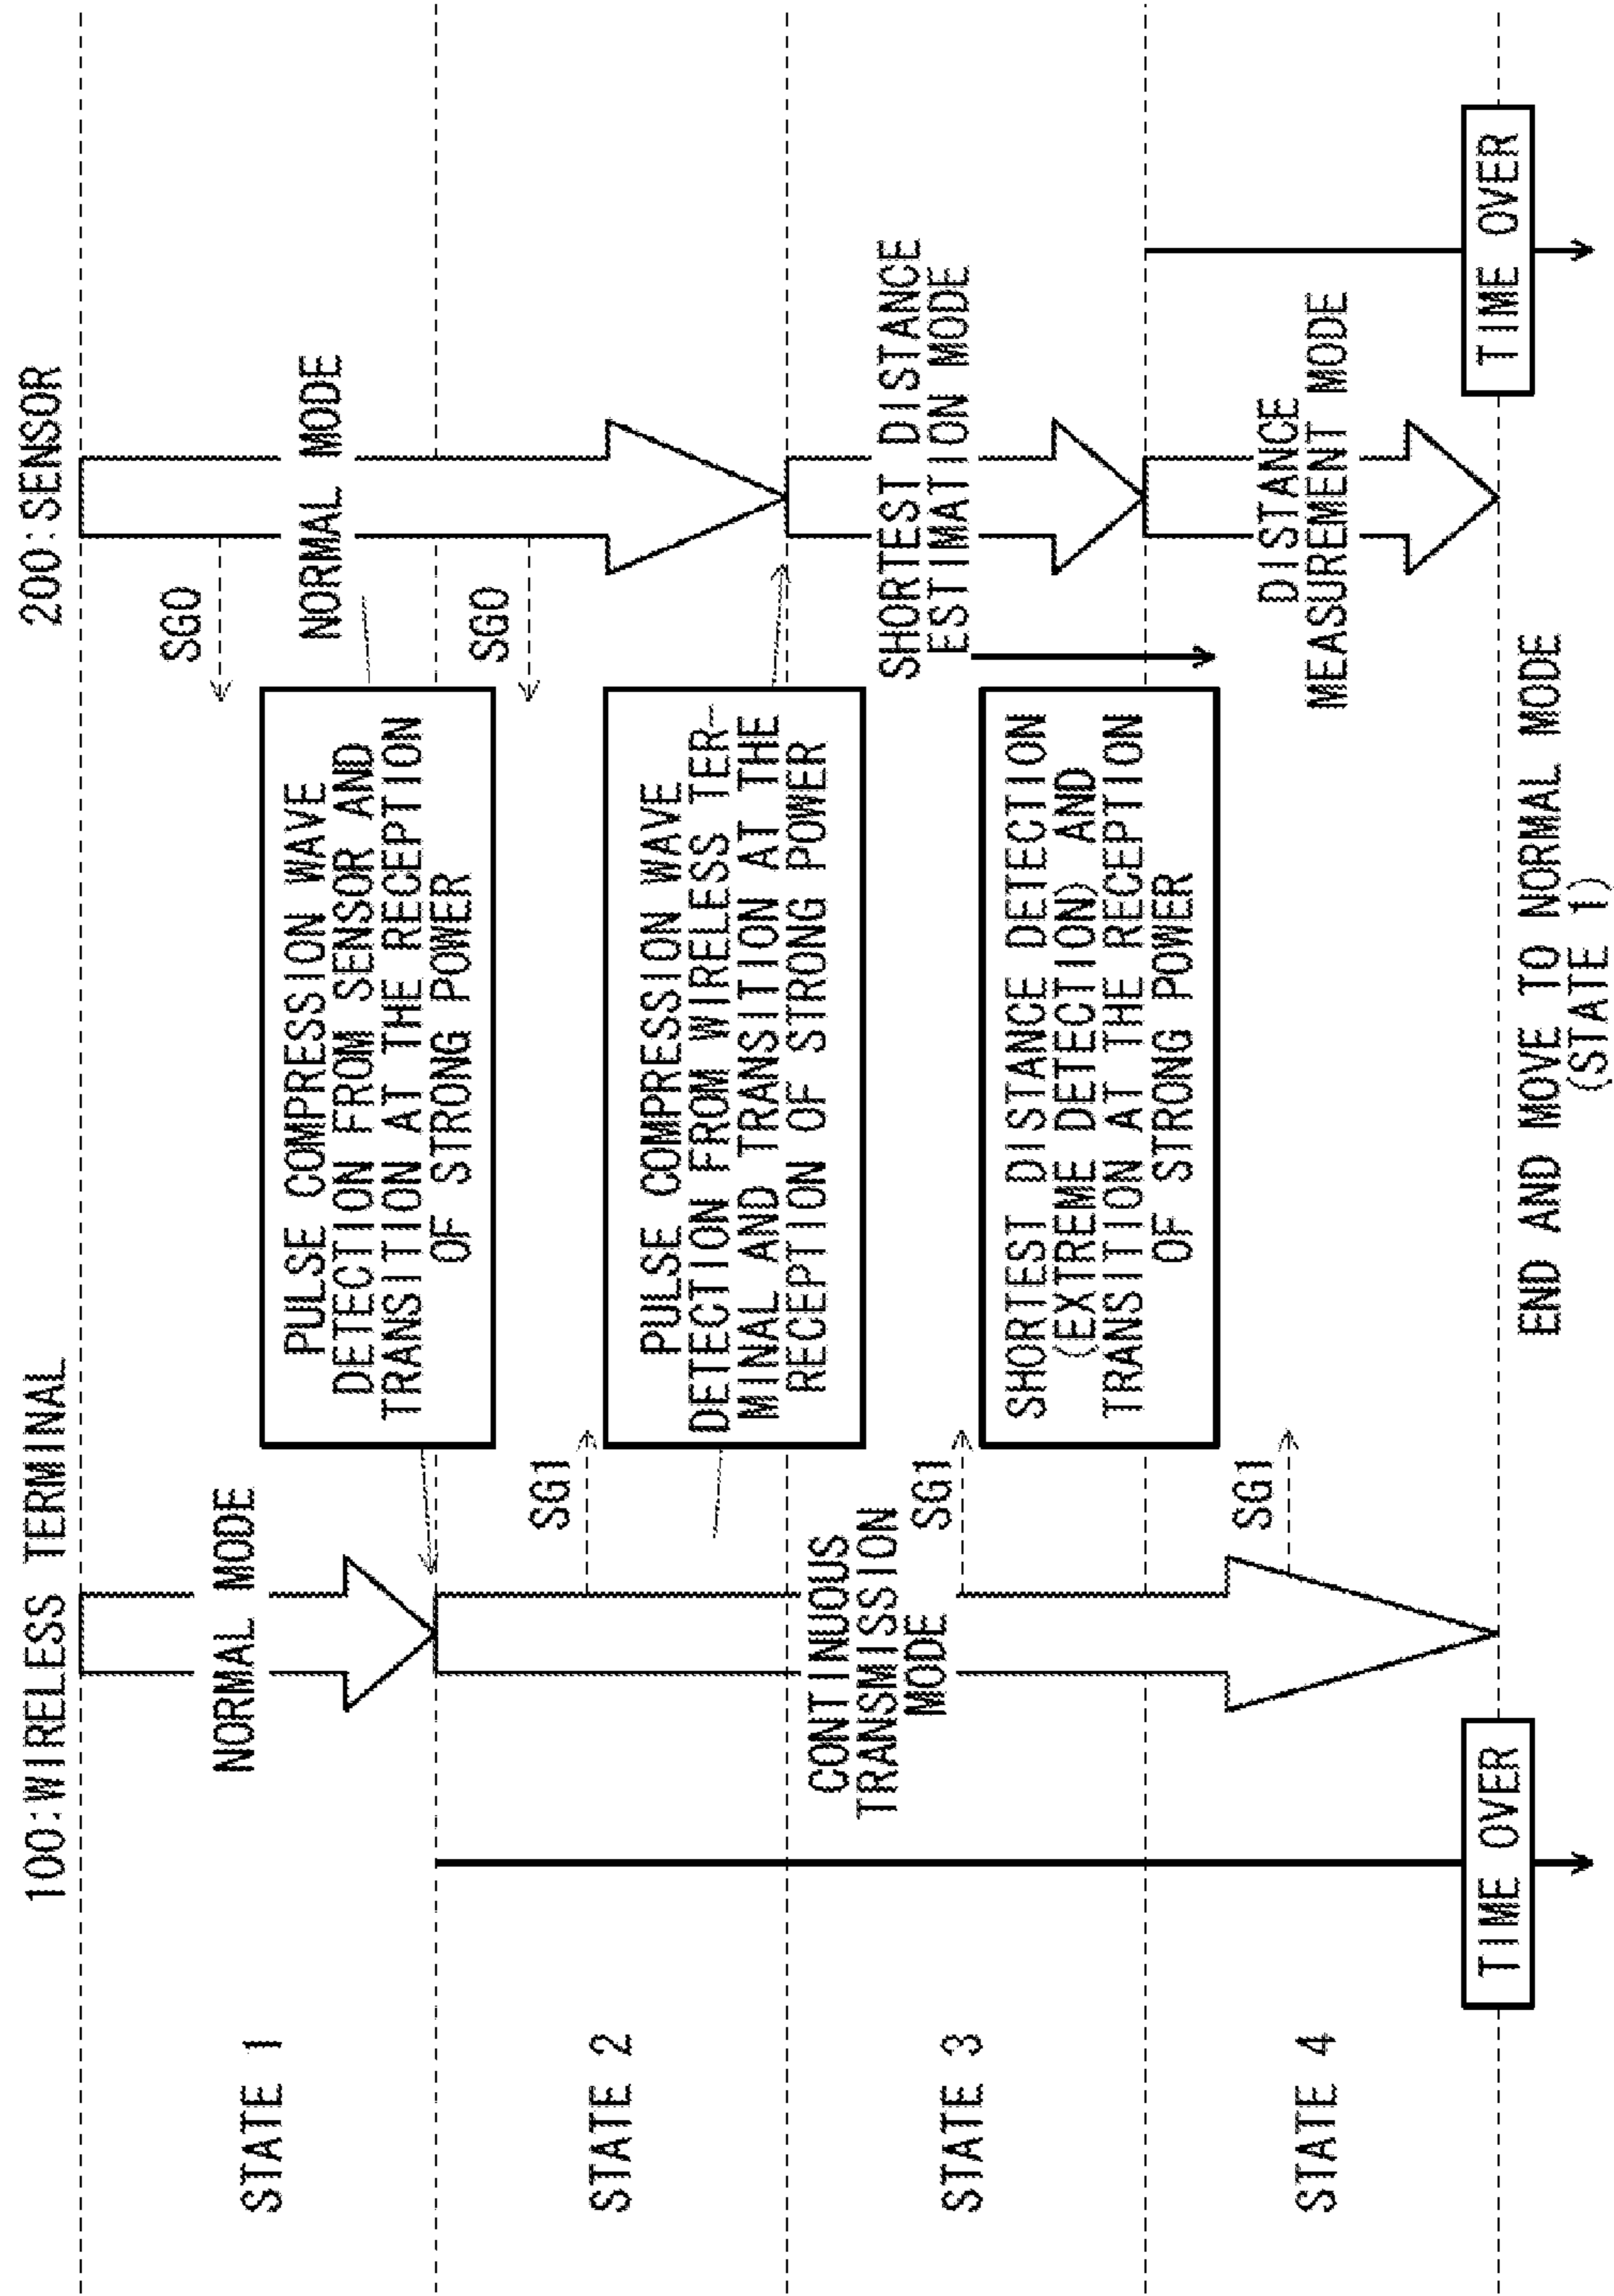 100:WIRELESS TERMINAL
200:SENSOR
STATE 1
NORMAL MODE
SG0
NORMAL MODE
PULSE COMPRESSION WAVE
DETECTION FROM SENSOR AND
TRANSITION AT THE RECEPTION
OF STRONG POWER
STATE 2
SG1
SG0
PULSE COMPRESSION WAVE
DETECTION FROM WIRELESS TER-
MINAL AND TRANSITION AT THE
RECEPTION OF STRONG POWER
STATE 3
CONTINUOUS
TRANSMISSION
MODE
SG1
SHORTEST DISTANCE
ESTIMATION MODE
SHORTEST DISTANCE DETECTION
(EXTREME DETECTION) AND
TRANSITION AT THE RECEPTION
OF STRONG POWER
STATE 4
SG1
DISTANCE
MEASUREMENT MODE
TIME OVER
TIME OVER
END AND MOVE TO NORMAL MODE
(STATE 1)